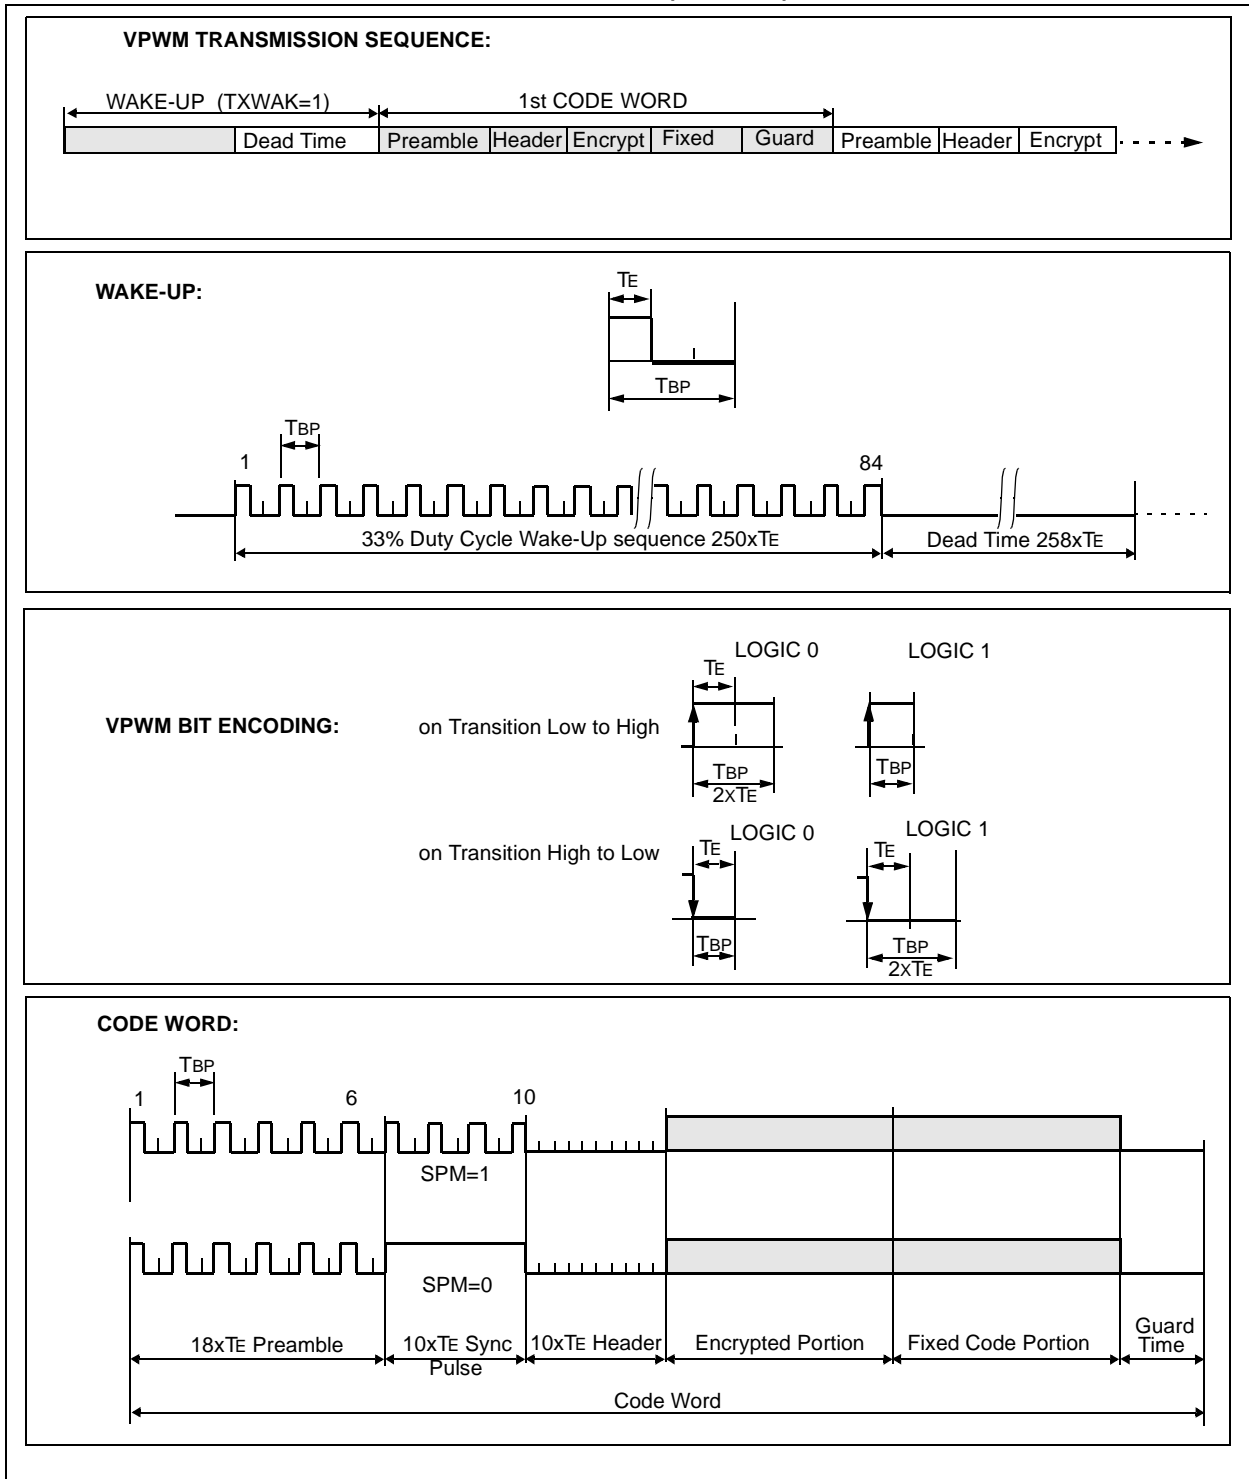 VPWM TRANSMISSION SEQUENCE:
WAKE-UP (TXWAK=1)
1st CODE WORD
Dead Time
Preamble
Header
Encrypt
Fixed
Guard
Preamble
Header
Encrypt
WAKE-UP:
TE
TBP
TBP
1
84
33% Duty Cycle Wake-Up sequence 250xTE
Dead Time 258xTE
LOGIC 0
LOGIC 1
TE
VPWM BIT ENCODING:
on Transition Low to High
TBP
2xTE
TBP
LOGIC 0
LOGIC 1
on Transition High to Low
TE
TE
TBP
TBP
2xTE
CODE WORD:
TBP
1
6
10
SPM=1
SPM=0
18xTE Preamble
10xTE Sync
Pulse
10xTE Header
Encrypted Portion
Fixed Code Portion
Guard
Time
Code Word